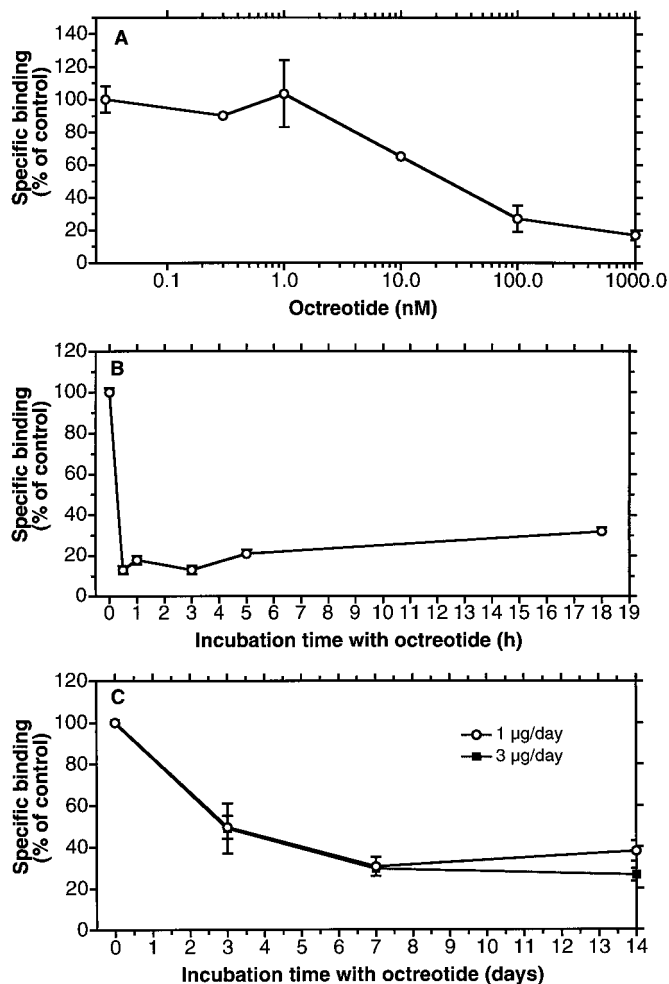 A
Specific binding
(% of control)
140
120
100
80
60
40
20
0
0.1 1.0 10.0 100.0 1000.0
Octreotide (nM)
B
Specific binding
(% of control)
120
100
80
60
40
20
0
0 1 2 3 4 5 6 7 8 9 10 11 12 13 14 15 16 17 18 19
Incubation time with octreotide (h)
C
Specific binding
(% of control)
120
100
80
60
40
20
0
1 µg/day
3 µg/day
0 1 2 3 4 5 6 7 8 9 10 11 12 13 14
Incubation time with octreotide (days)